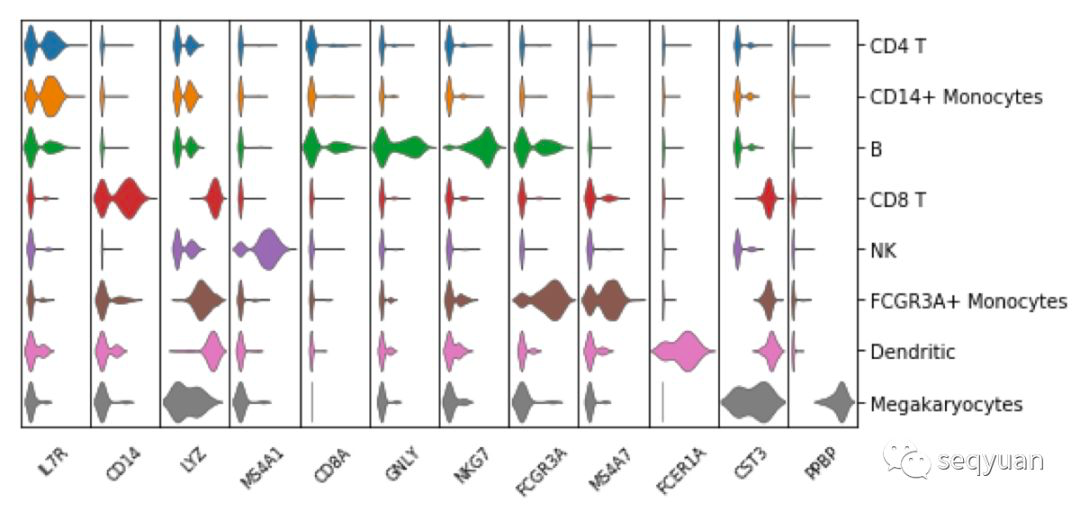 CD4 T
CD14+ Monocytes
B
CD8 T
NK
FCGR3A+ Monocytes
Dendritic
Megakaryocytes
IL7R CD14 LYZ MS4A1 CD8A GNLY NKG7 FCGR3A MS4A7 FCER1A CST3 PPBP
seqyuan